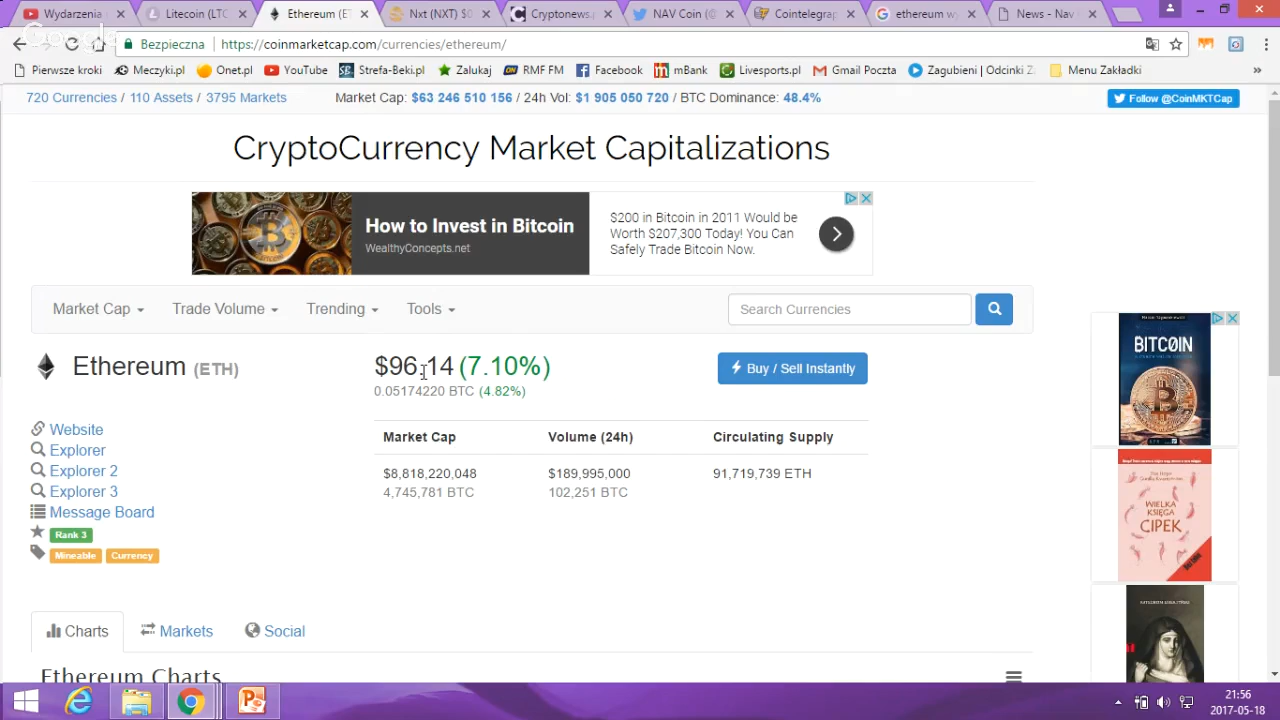 Wydarzeni
Litecoin (LTC
Ethereum (ET
Nxt (NXT) $0
Cryptonews.
NAV Coin (@
Cointelegrap
ethereum wy
News - Nav
Google
Bezpieczna
https://coinmarketcap.com/currencies/ethereum/
Pierwsze kroki
Meczyki.pl
Onet.pl
YouTube
Strefa-Beki.pl
Zalukaj
RMF FM
Facebook
mBank
Livesports.pl
Gmail Poczta
Zagubieni | Odcinki Z
Menu Zakładki
720 Currencies / 110 Assets / 3795 Markets
Market Cap: $63 246 510 156 / 24h Vol: $1 905 050 720 / BTC Dominance: 48.4%
Follow @CoinMKTCap
CryptoCurrency Market Capitalizations
How to Invest in Bitcoin
WealthyConcepts.net
$200 in Bitcoin in 2011 Would be
Worth $207,300 Today! You Can
Safely Trade Bitcoin Now.
Market Cap
Trade Volume
Trending
Tools
Search Currencies
Ethereum (ETH)
$96.14 (7.10%)
0.05174220 BTC (4.82%)
Buy / Sell Instantly
Website
Explorer
Explorer 2
Explorer 3
Message Board
Rank 3
Mineable
Currency
Market Cap
Volume (24h)
Circulating Supply
$189,995,000
91,719,739 ETH
4,745,781 BTC
102,251 BTC
BITCOIN
WIELKA
KSIĘGA
CIPEK
Charts
Markets
Social
Ethereum Charts
21:56
2017-05-18